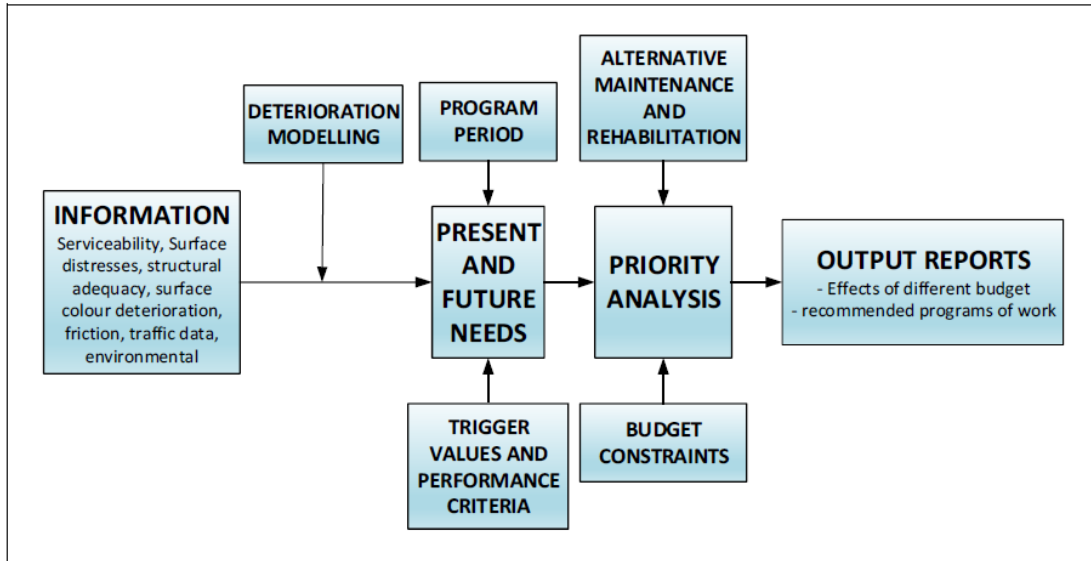 DETERIORATION
MODELLING
PROGRAM
PERIOD
ALTERNATIVE
MAINTENANCE
AND
REHABILITATION
INFORMATION
Serviceability, Surface
distresses, structural
adequacy, surface
colour deterioration,
friction, traffic data,
environmental
PRESENT
AND
FUTURE
NEEDS
PRIORITY
ANALYSIS
OUTPUT REPORTS
- Effects of different budget
- recommended programs of work
TRIGGER
VALUES AND
PERFORMANCE
CRITERIA
BUDGET
CONSTRAINTS